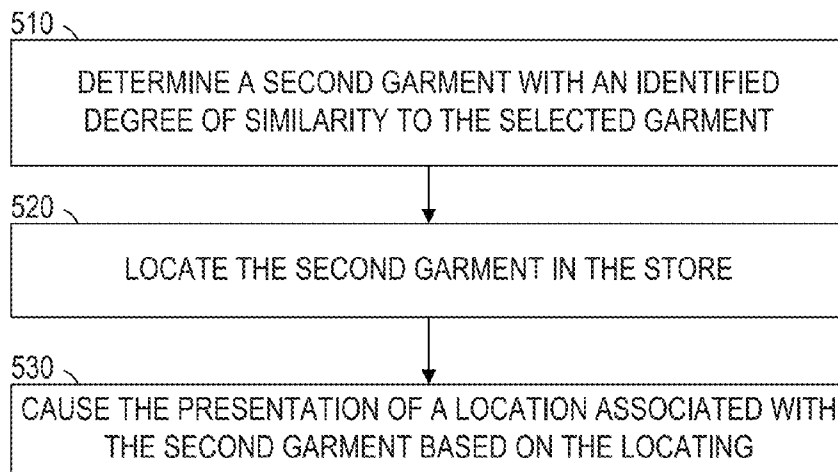 510
DETERMINE A SECOND GARMENT WITH AN IDENTIFIED
DEGREE OF SIMILARITY TO THE SELECTED GARMENT
520
LOCATE THE SECOND GARMENT IN THE STORE
530
CAUSE THE PRESENTATION OF A LOCATION ASSOCIATED WITH
THE SECOND GARMENT BASED ON THE LOCATING